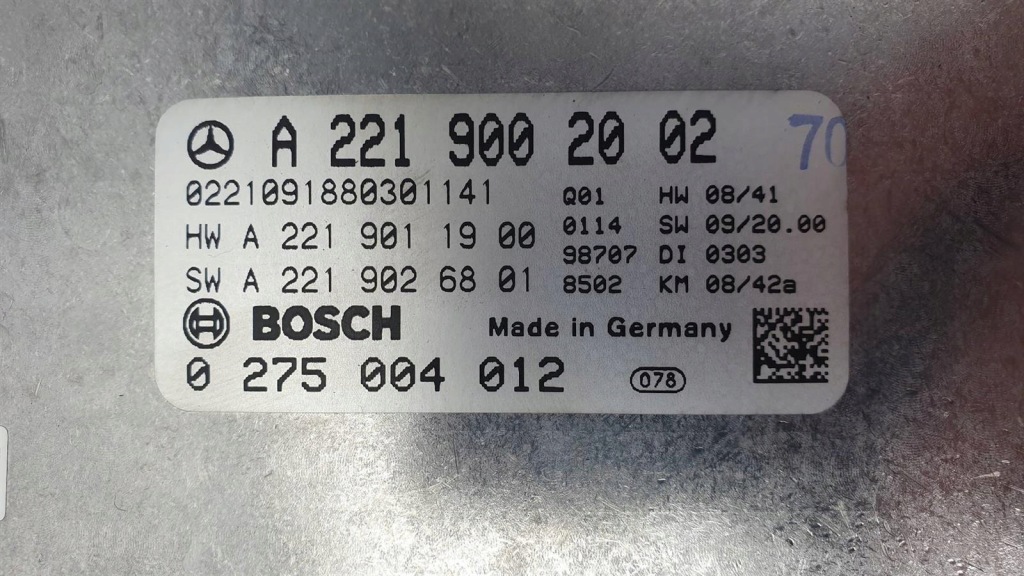 A 221 900 20 02 70
0221091880301141 Q01 HW 08/41
HW A 221 901 19 00 0114 SW 09/20.00
98707 DI 0303
SW A 221 902 68 01 8502 KM 08/42a
BOSCH Made in Germany
0 275 004 012 078